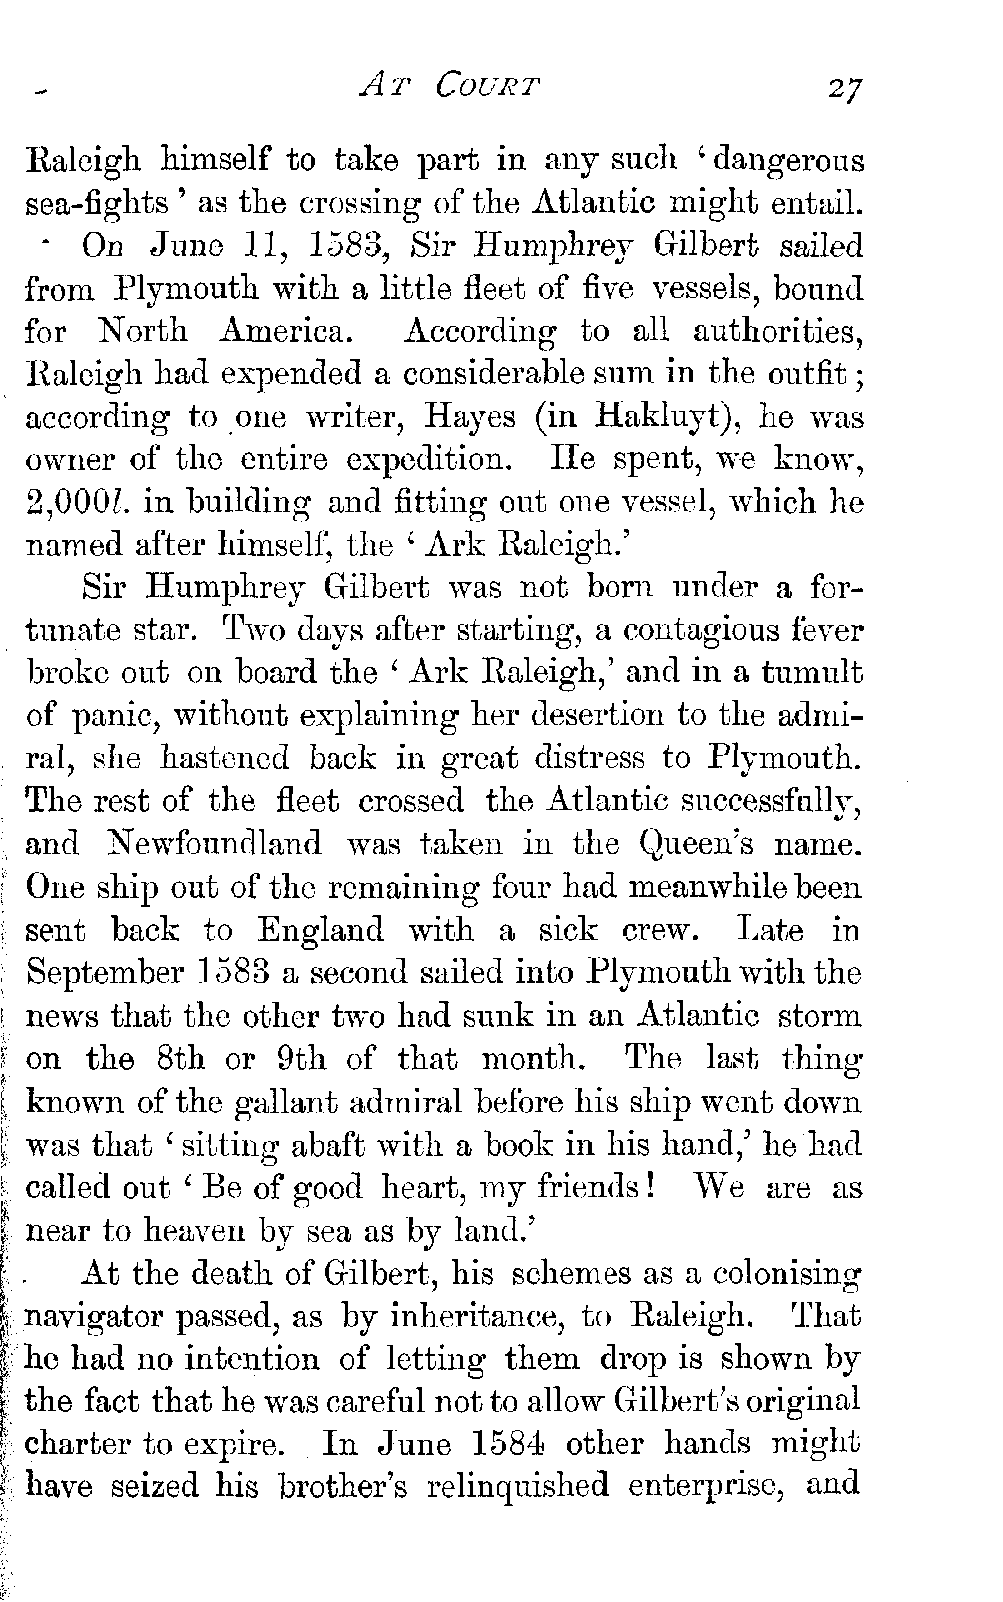 At Court 27
Raleigh himself to take part in any such ‘dangerous
sea-fights’ as the crossing of the Atlantic might entail.
On June 11, 1583, Sir Humphrey Gilbert sailed
from Plymouth with a little fleet of five vessels, bound
for North America. According to all authorities,
Raleigh had expended a considerable sum in the outfit;
according to one writer, Hayes (in Hakluyt), he was
owner of the entire expedition. He spent, we know,
2,000l. in building and fitting out one vessel, which he
named after himself, the ‘Ark Raleigh.’
Sir Humphrey Gilbert was not born under a for-
tunate star. Two days after starting, a contagious fever
broke out on board the ‘Ark Raleigh,’ and in a tumult
of panic, without explaining her desertion to the admi-
ral, she hastened back in great distress to Plymouth.
The rest of the fleet crossed the Atlantic successfully,
and Newfoundland was taken in the Queen's name.
One ship out of the remaining four had meanwhile been
sent back to England with a sick crew. Late in
September 1583 a second sailed into Plymouth with the
news that the other two had sunk in an Atlantic storm
on the 8th or 9th of that month. The last thing
known of the gallant admiral before his ship went down
was that ‘sitting abaft with a book in his hand,’ he had
called out ‘Be of good heart, my friends! We are as
near to heaven by sea as by land.’
At the death of Gilbert, his schemes as a colonising
navigator passed, as by inheritance, to Raleigh. That
he had no intention of letting them drop is shown by
the fact that he was careful not to allow Gilbert's original
charter to expire. In June 1584 other hands might
have seized his brother's relinquished enterprise, and